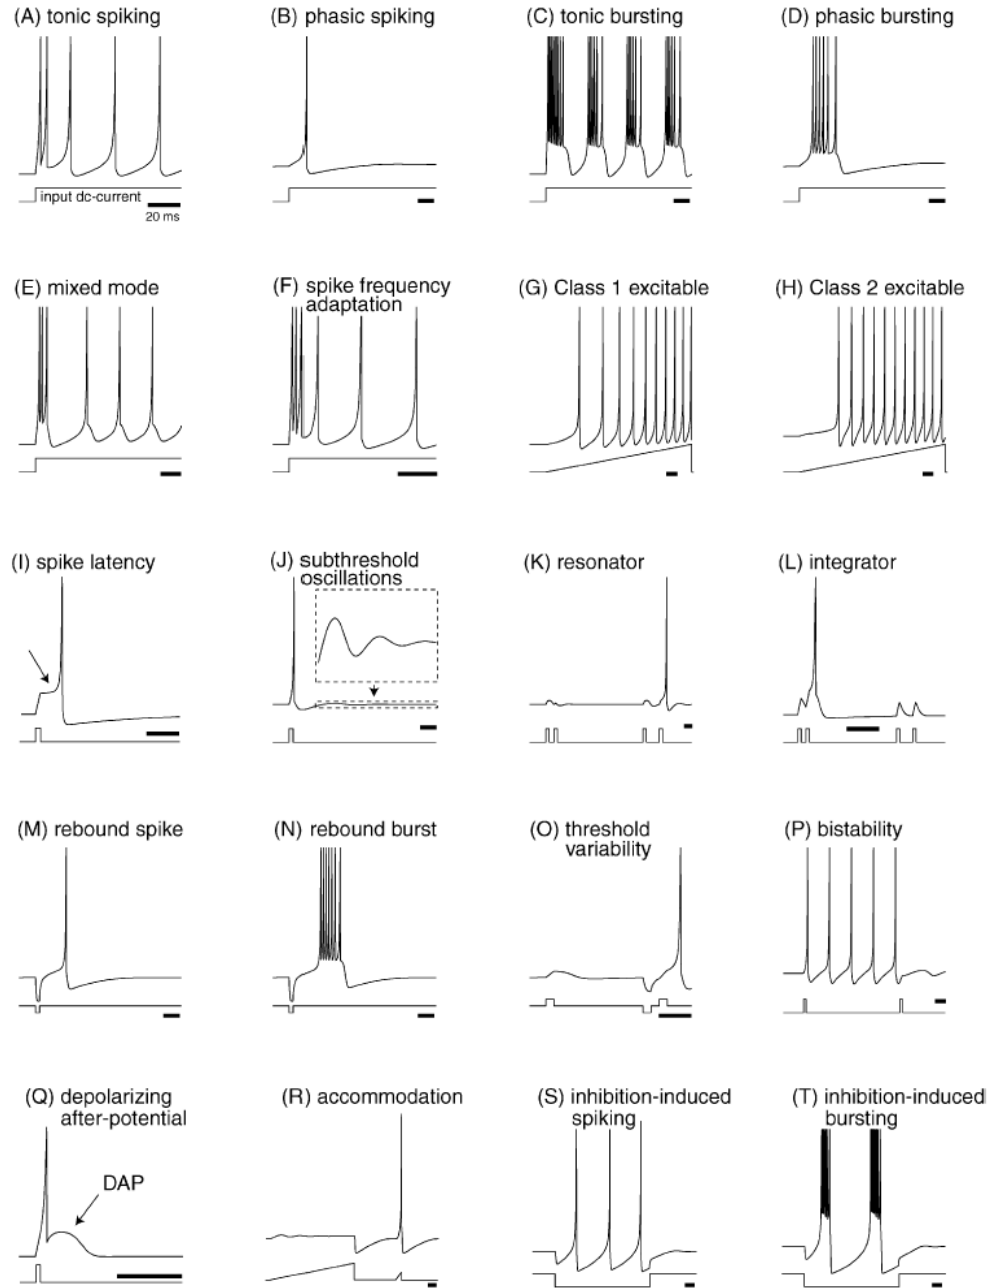 (A) tonic spiking
(B) phasic spiking
(C) tonic bursting
(D) phasic bursting
input dc-current
20 ms
(E) mixed mode
(F) spike frequency
adaptation
(G) Class 1 excitable
(H) Class 2 excitable
(I) spike latency
(J) subthreshold
oscillations
(K) resonator
(L) integrator
(M) rebound spike
(N) rebound burst
(O) threshold
variability
(P) bistability
(Q) depolarizing
after-potential
DAP
(R) accommodation
(S) inhibition-induced
spiking
(T) inhibition-induced
bursting